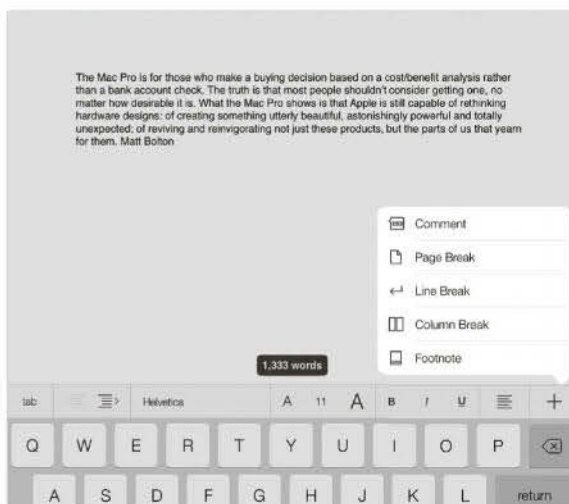 The Mac Pro is for those who make a buying decision based on a cost/benefit analysis rather
than a bank account check. The truth is that most people shouldn't consider getting one, no
matter how desirable it is. What the Mac Pro shows is that Apple is still capable of rethinking
hardware designs: of creating something utterly beautiful, astonishingly powerful and totally
unexpected; of reviving and reinvigorating not just these products, but the parts of us that yearn
for them. Matt Bolton
Comment
Page Break
Line Break
Column Break
Footnote
1,333 words
tab Helvetica A 11 A B I U
Q W E R T Y U I O P
A S D F G H J K L return